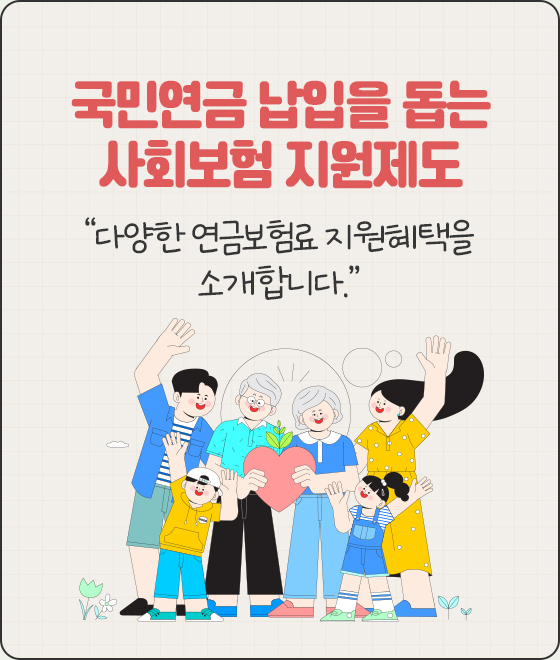 국민연금 납입을 돕는
사회보험 지원제도
“다양한 연금보험료 지원혜택을
소개합니다.”